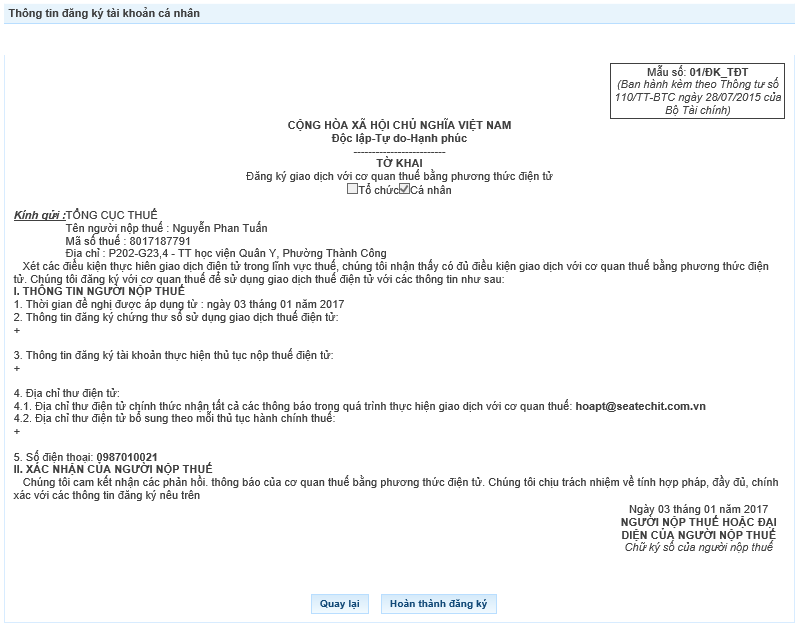 Thông tin đăng ký tài khoản cá nhân
Mẫu số: 01/ĐK_TĐT
(Ban hành kèm theo Thông tư số
110/TT-BTC ngày 28/07/2015 của
Bộ Tài chính)
CỘNG HÒA XÃ HỘI CHỦ NGHĨA VIỆT NAM
Độc lập-Tự do-Hạnh phúc
-------------------------
TỜ KHAI
Đăng ký giao dịch với cơ quan thuế bằng phương thức điện tử
Tổ chức Cá nhân
Kính gửi :TỔNG CỤC THUẾ
Tên người nộp thuế : Nguyễn Phan Tuấn
Mã số thuế : 8017187791
Địa chỉ : P202-G23,4 - TT học viện Quân Y, Phường Thành Công
Xét các điều kiện thực hiên giao dịch điện tử trong lĩnh vực thuế, chúng tôi nhận thấy có đủ điều kiện giao dịch với cơ quan thuế bằng phương thức điện
tử. Chúng tôi đăng ký với cơ quan thuế để sử dụng giao dịch thuế điện tử với các thông tin như sau:
I. THÔNG TIN NGƯỜI NỘP THUẾ
1. Thời gian đề nghị được áp dụng từ : ngày 03 tháng 01 năm 2017
2. Thông tin đăng ký chứng thư số sử dụng giao dịch thuế điện tử:
+
3. Thông tin đăng ký tài khoản thực hiện thủ tục nộp thuế điện tử:
+
4. Địa chỉ thư điện tử:
4.1. Địa chỉ thư điện tử chính thức nhận tất cả các thông báo trong quá trình thực hiện giao dịch với cơ quan thuế: hoapt@seatechit.com.vn
4.2. Địa chỉ thư điện tử bổ sung theo mỗi thủ tục hành chính thuế:
+
5. Số điện thoại: 0987010021
II. XÁC NHẬN CỦA NGƯỜI NỘP THUẾ
Chúng tôi cam kết nhận các phản hồi. thông báo của cơ quan thuế bằng phương thức điện tử. Chúng tôi chịu trách nhiệm về tính hợp pháp, đầy đủ, chính
xác với các thông tin đăng ký nêu trên
Ngày 03 tháng 01 năm 2017
NGƯỜI NỘP THUẾ HOẶC ĐẠI
DIỆN CỦA NGƯỜI NỘP THUẾ
Chữ ký số của người nộp thuế
Quay lại Hoàn thành đăng ký